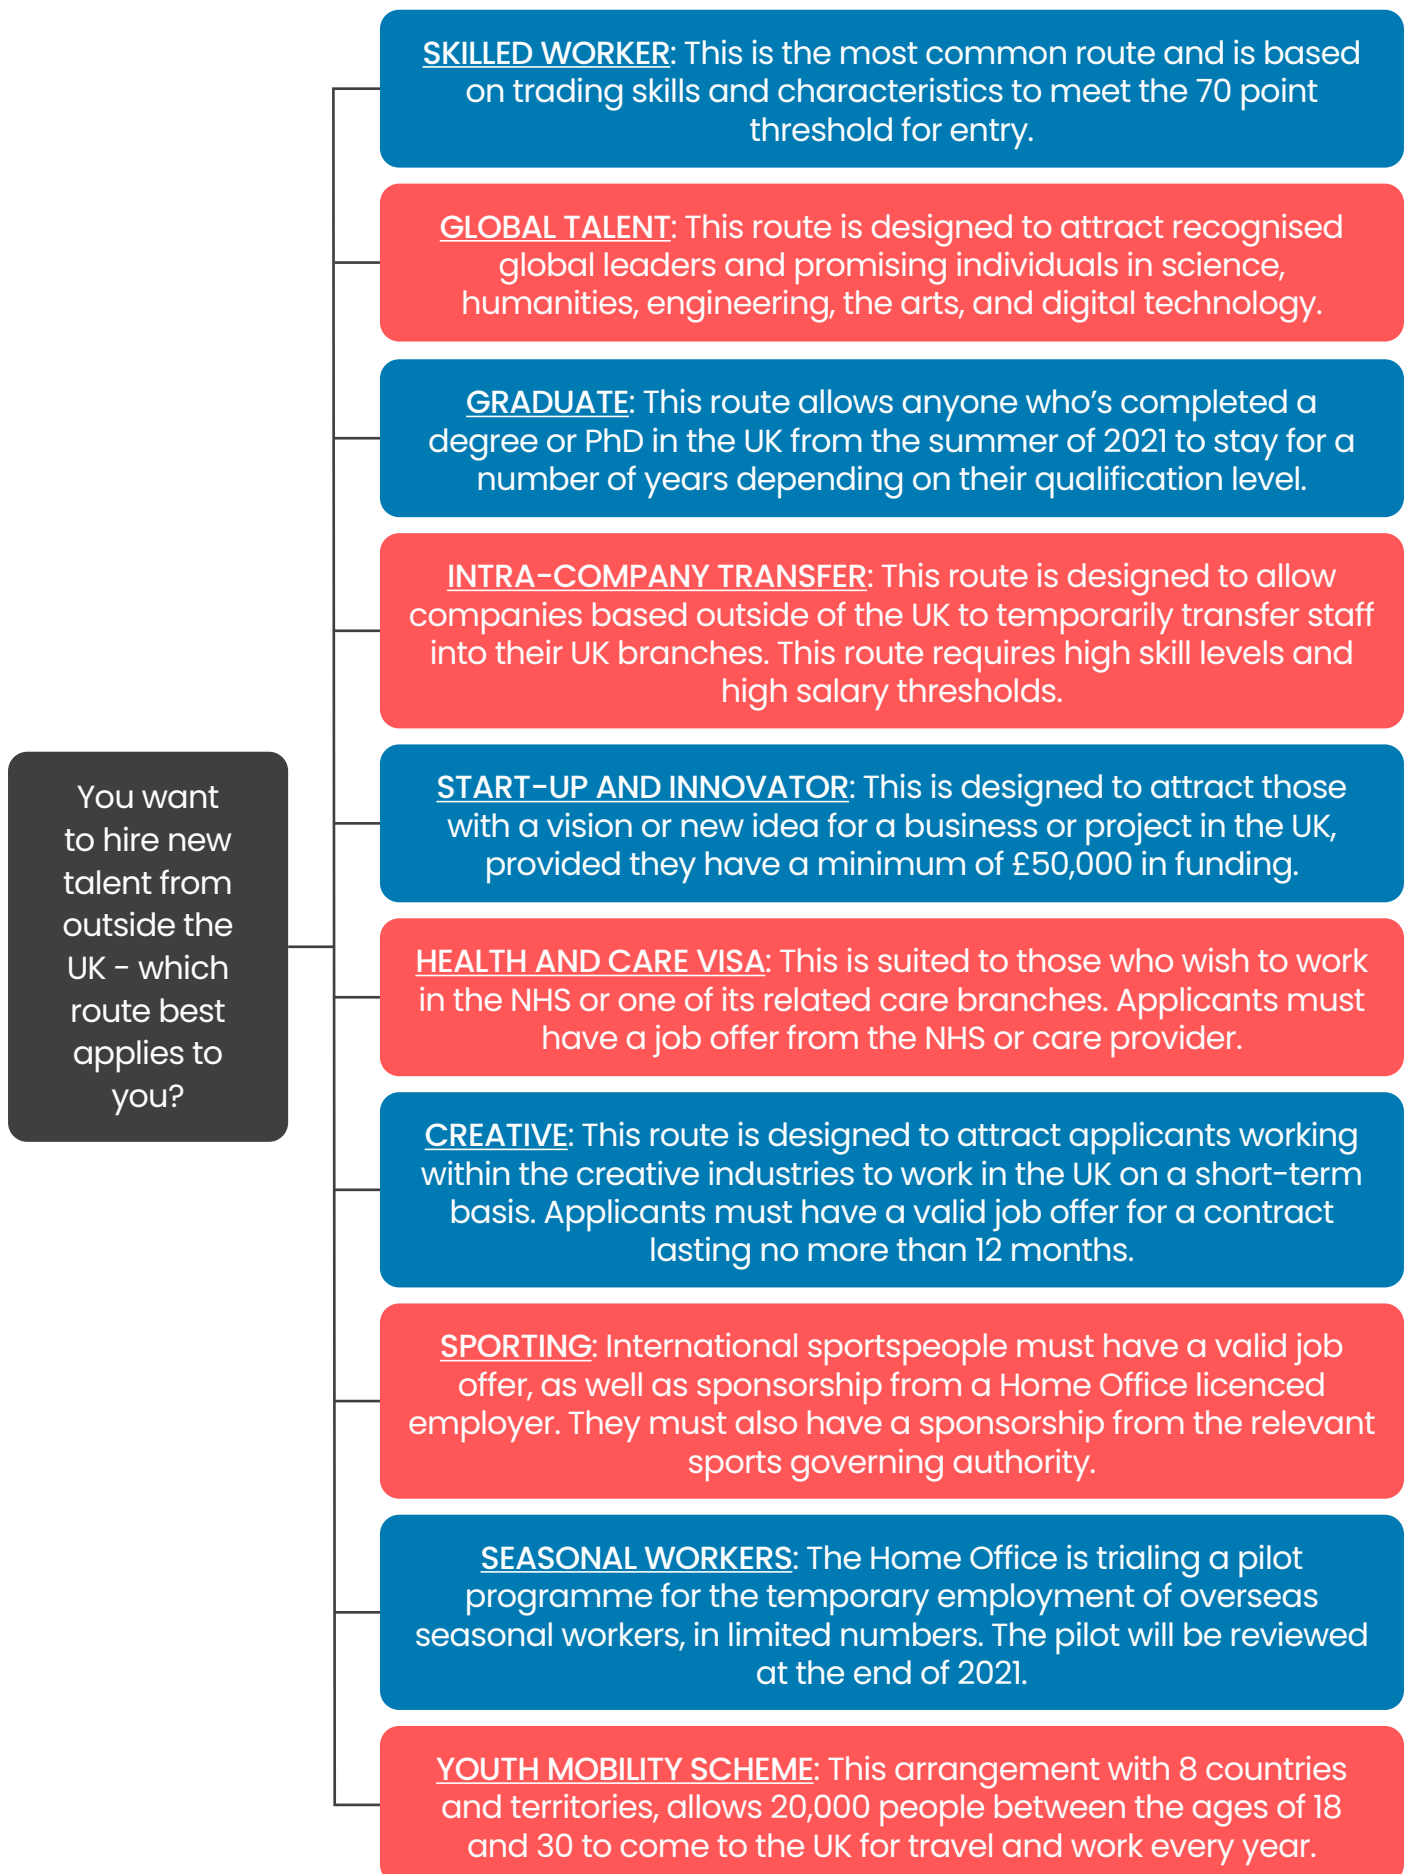 SKILLED WORKER: This is the most common route and is based
on trading skills and characteristics to meet the 70 point
threshold for entry.
GLOBAL TALENT: This route is designed to attract recognised
global leaders and promising individuals in science,
humanities, engineering, the arts, and digital technology.
GRADUATE: This route allows anyone who’s completed a
degree or PhD in the UK from the summer of 2021 to stay for a
number of years depending on their qualification level.
INTRA-COMPANY TRANSFER: This route is designed to allow
companies based outside of the UK to temporarily transfer staff
into their UK branches. This route requires high skill levels and
high salary thresholds.
You want
to hire new
talent from
outside the
UK - which
route best
applies to
you?
START-UP AND INNOVATOR: This is designed to attract those
with a vision or new idea for a business or project in the UK,
provided they have a minimum of £50,000 in funding.
HEALTH AND CARE VISA: This is suited to those who wish to work
in the NHS or one of its related care branches. Applicants must
have a job offer from the NHS or care provider.
CREATIVE: This route is designed to attract applicants working
within the creative industries to work in the UK on a short-term
basis. Applicants must have a valid job offer for a contract
lasting no more than 12 months.
SPORTING: International sportspeople must have a valid job
offer, as well as sponsorship from a Home Office licenced
employer. They must also have a sponsorship from the relevant
sports governing authority.
SEASONAL WORKERS: The Home Office is trialing a pilot
programme for the temporary employment of overseas
seasonal workers, in limited numbers. The pilot will be reviewed
at the end of 2021.
YOUTH MOBILITY SCHEME: This arrangement with 8 countries
and territories, allows 20,000 people between the ages of 18
and 30 to come to the UK for travel and work every year.